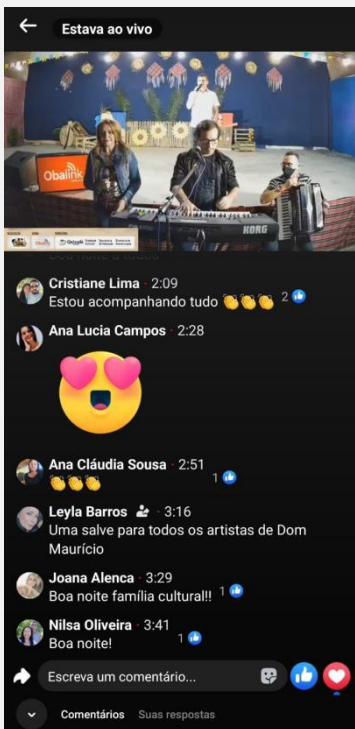 Estava ao vivo
Obalink
KORG
Quixadá
Cristiane Lima · 2:09
Estou acompanhando tudo 👏👏👏 2
Ana Lucia Campos · 2:28
Ana Cláudia Sousa · 2:51
👏👏👏 1
Leyla Barros · 3:16
Uma salve para todos os artistas de Dom
Maurício
Joana Alenca · 3:29
Boa noite família cultural!! 1
Nilsa Oliveira · 3:41
Boa noite! 1
Escreva um comentário...
Comentários Suas respostas